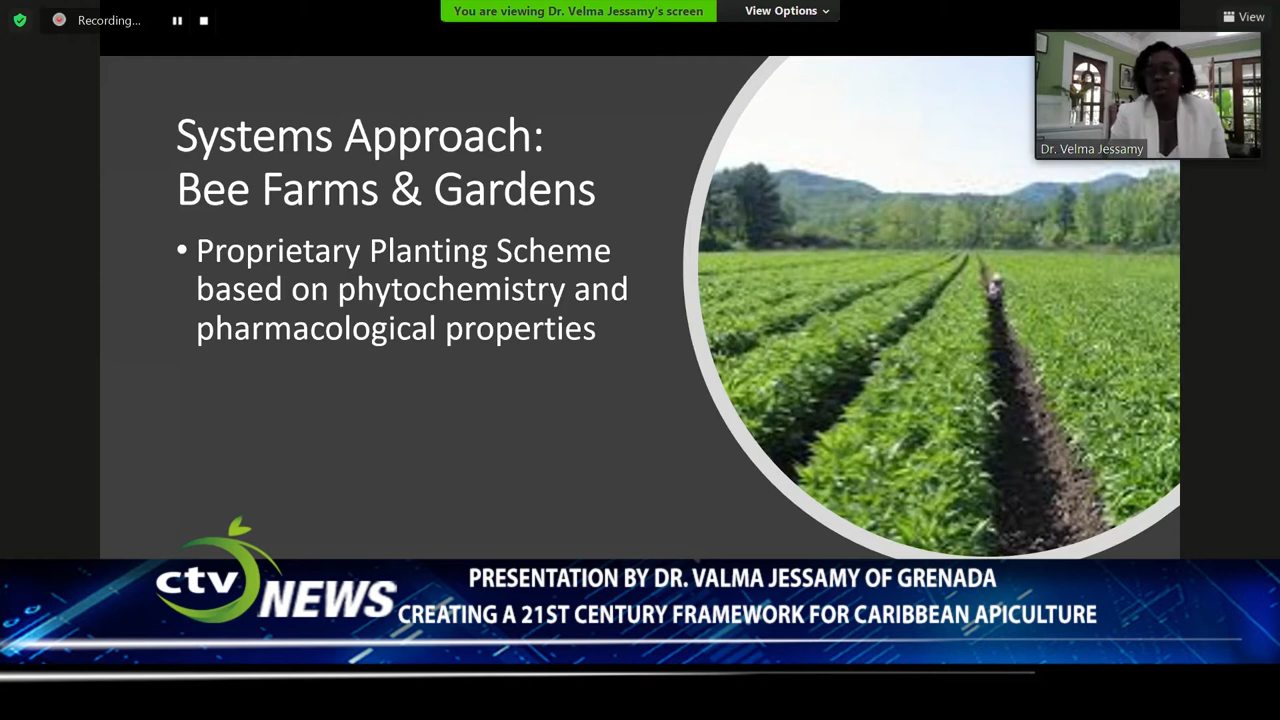 Recording...
You are viewing Dr. Velma Jessamy's screen
View Options
View
Dr. Velma Jessamy
Systems Approach:
Bee Farms & Gardens
• Proprietary Planting Scheme
based on phytochemistry and
pharmacological properties
ctv NEWS
PRESENTATION BY DR. VALMA JESSAMY OF GRENADA
CREATING A 21ST CENTURY FRAMEWORK FOR CARIBBEAN APICULTURE